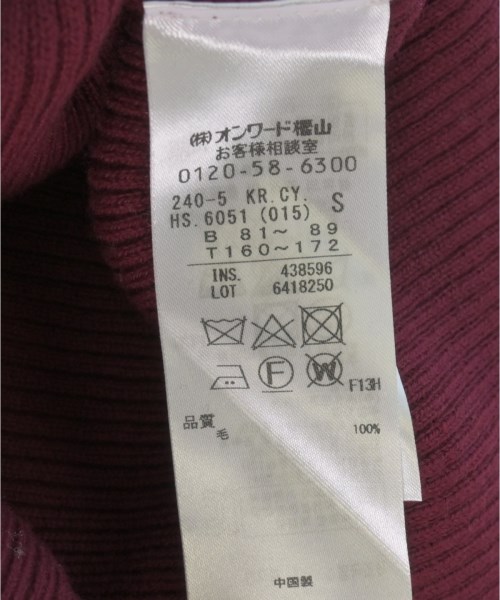 ㈱オンワード樫山
お客様相談室
0120-58-6300
240-5 KR.CY. S
HS.6051(015)
B 81～ 89
T160～172
INS. 438596
LOT 6418250
F W F13H
品質
毛 100%
中国製